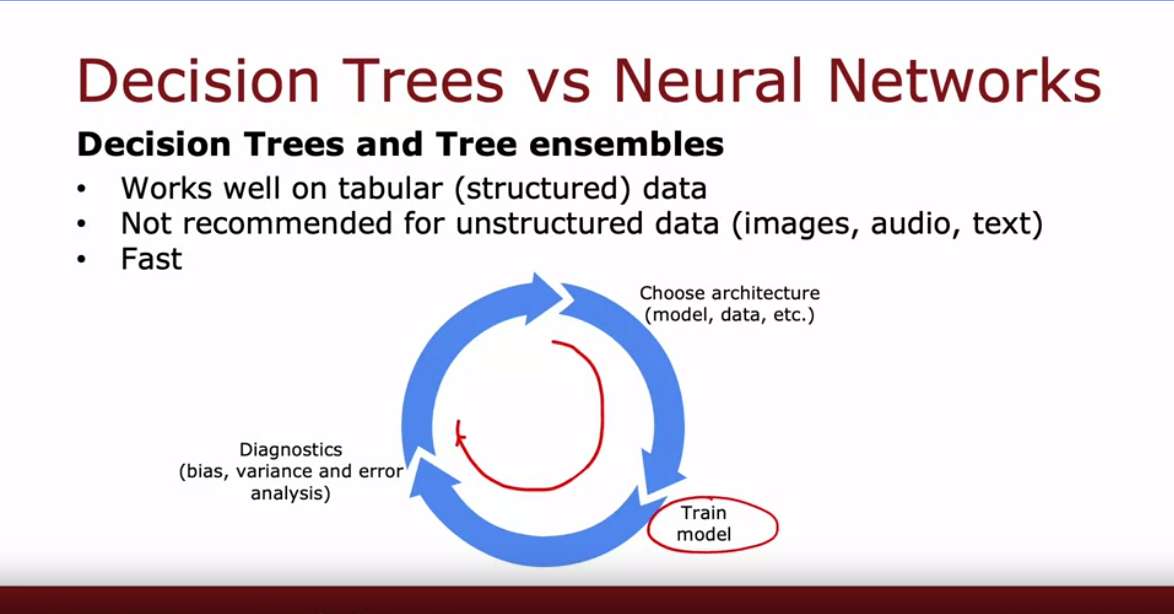 Decision Trees vs Neural Networks
Decision Trees and Tree ensembles
• Works well on tabular (structured) data
• Not recommended for unstructured data (images, audio, text)
• Fast
Choose architecture
(model, data, etc.)
Train
model
Diagnostics
(bias, variance and error
analysis)